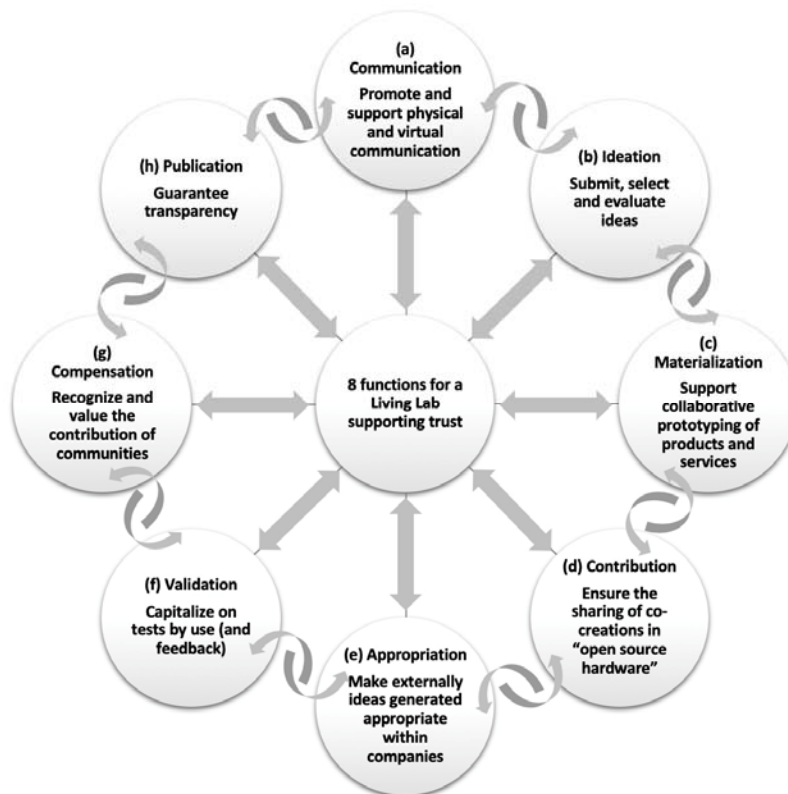 (a)
Communication
Promote and
support physical
and virtual
communication
(b) Ideation
Submit, select
and evaluate
ideas
(c)
Materialization
Support
collaborative
prototyping of
products and
services
(d) Contribution
Ensure the
sharing of co-
creations in
“open source
hardware”
(e) Appropriation
Make externally
ideas generated
appropriate
within
companies
(f) Validation
Capitalize on
tests by use (and
feedback)
(g)
Compensation
Recognize and
value the
contribution of
communities
(h) Publication
Guarantee
transparency
8 functions for a
Living Lab
supporting trust